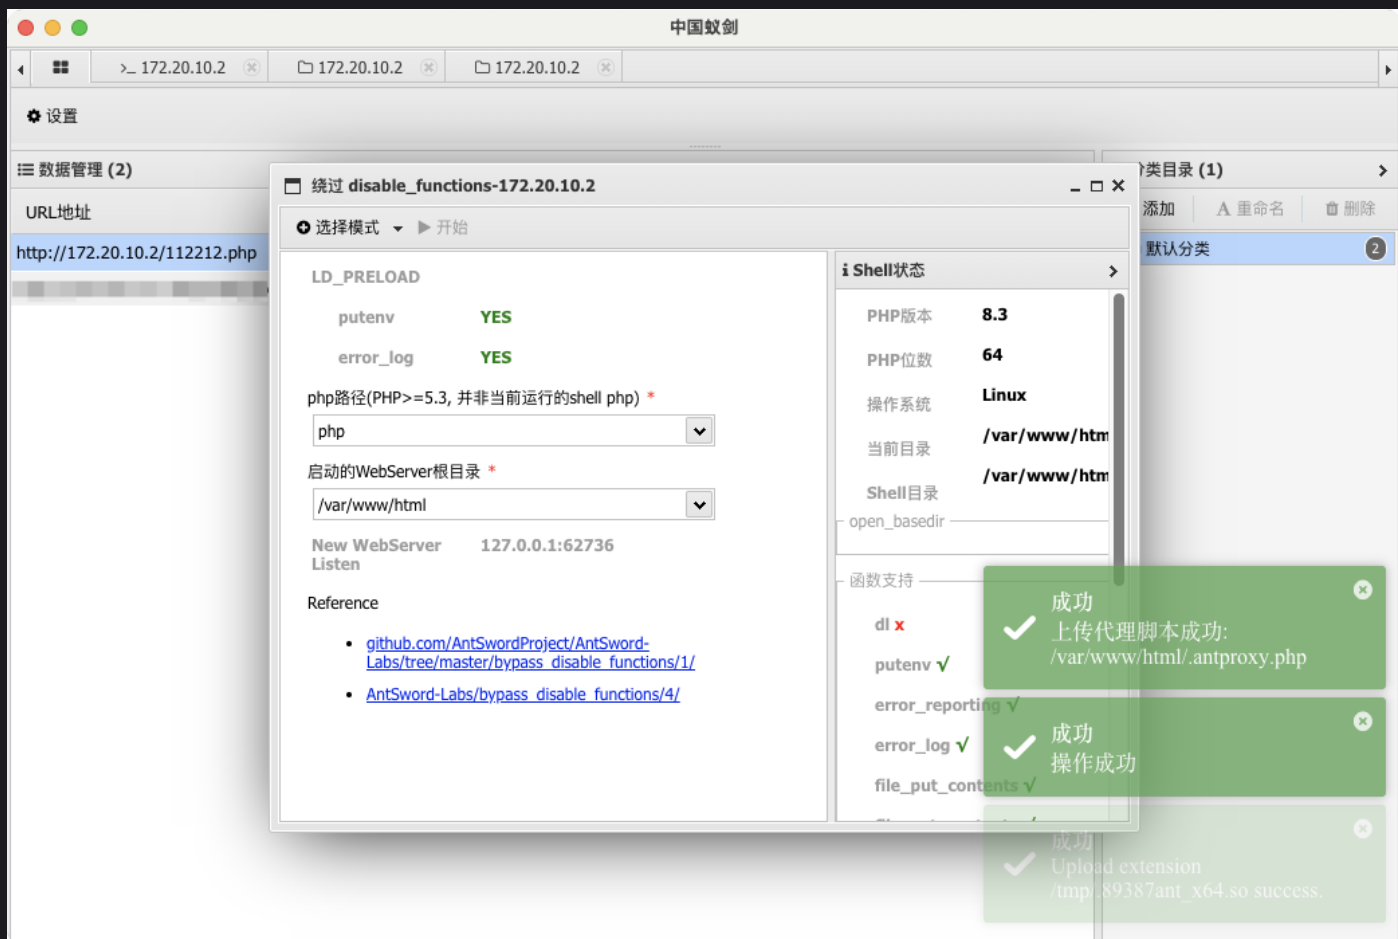 中国蚁剑
>_ 172.20.10.2
172.20.10.2
172.20.10.2
设置
数据管理 (2)
URL地址
http://172.20.10.2/112212.php
绕过 disable_functions-172.20.10.2
选择模式
开始
LD_PRELOAD
putenv YES
error_log YES
php路径(PHP>=5.3, 并非当前运行的shell php) *
php
启动的WebServer根目录 *
/var/www/html
New WebServer 127.0.0.1:62736
Listen
Reference
github.com/AntSwordProject/AntSword-
Labs/tree/master/bypass_disable_functions/1/
AntSword-Labs/bypass_disable_functions/4/
Shell状态
PHP版本 8.3
PHP位数 64
操作系统 Linux
当前目录 /var/www/htm
Shell目录 /var/www/htm
open_basedir
函数支持
dl x
putenv √
error_reporting √
error_log √
file_put_contents √
分类目录 (1)
添加
A 重命名
删除
默认分类
2
成功
上传代理脚本成功:
/var/www/html/.antproxy.php
成功
操作成功
成功
Upload extension
/tmp/.89387ant_x64.so success.